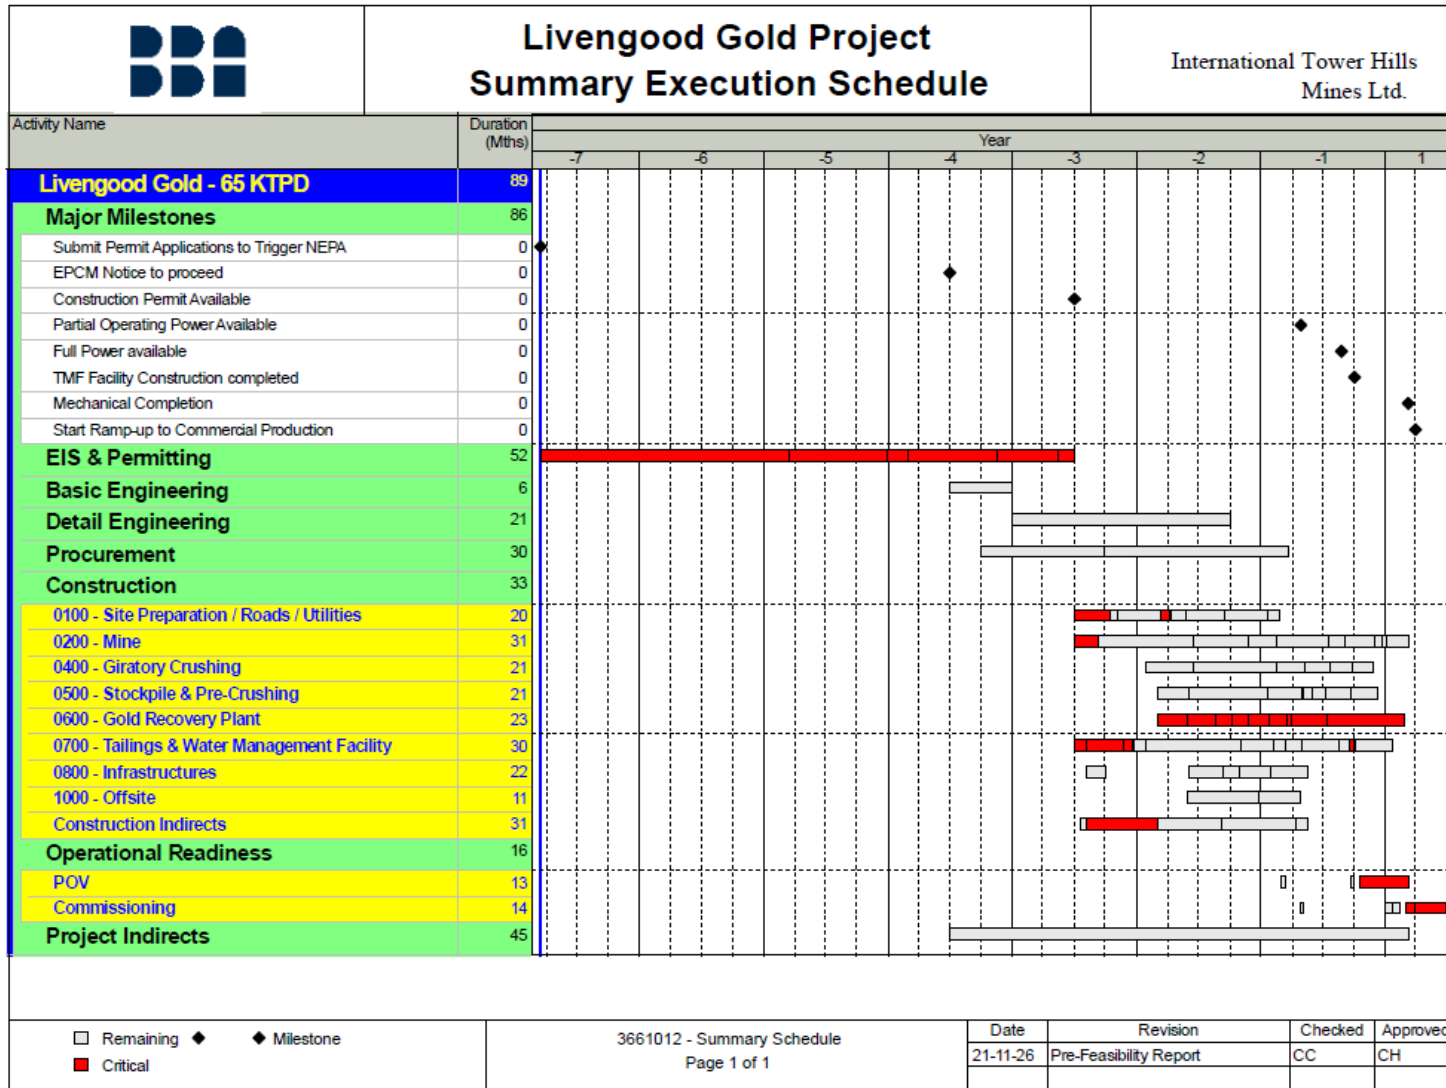 BBA
BBA
Livengood Gold Project
Summary Execution Schedule
International Tower Hills
Mines Ltd.
Activity Name
Duration
(Mths)
Year
-7 -6 -5 -4 -3 -2 -1 1
Livengood Gold - 65 KTPD 89
Major Milestones 86
Submit Permit Applications to Trigger NEPA 0
EPCM Notice to proceed 0
Construction Permit Available 0
Partial Operating Power Available 0
Full Power available 0
TMF Facility Construction completed 0
Mechanical Completion 0
Start Ramp-up to Commercial Production 0
EIS & Permitting 52
Basic Engineering 6
Detail Engineering 21
Procurement 30
Construction 33
0100 - Site Preparation / Roads / Utilities 20
0200 - Mine 31
0400 - Giratory Crushing 21
0500 - Stockpile & Pre-Crushing 21
0600 - Gold Recovery Plant 23
0700 - Tailings & Water Management Facility 30
0800 - Infrastructures 22
1000 - Offsite 11
Construction Indirects 31
Operational Readiness 16
POV 13
Commissioning 14
Project Indirects 45
Remaining
Milestone
Critical
3661012 - Summary Schedule
Page 1 of 1
Date Revision Checked Approved
21-11-26 Pre-Feasibility Report CC CH